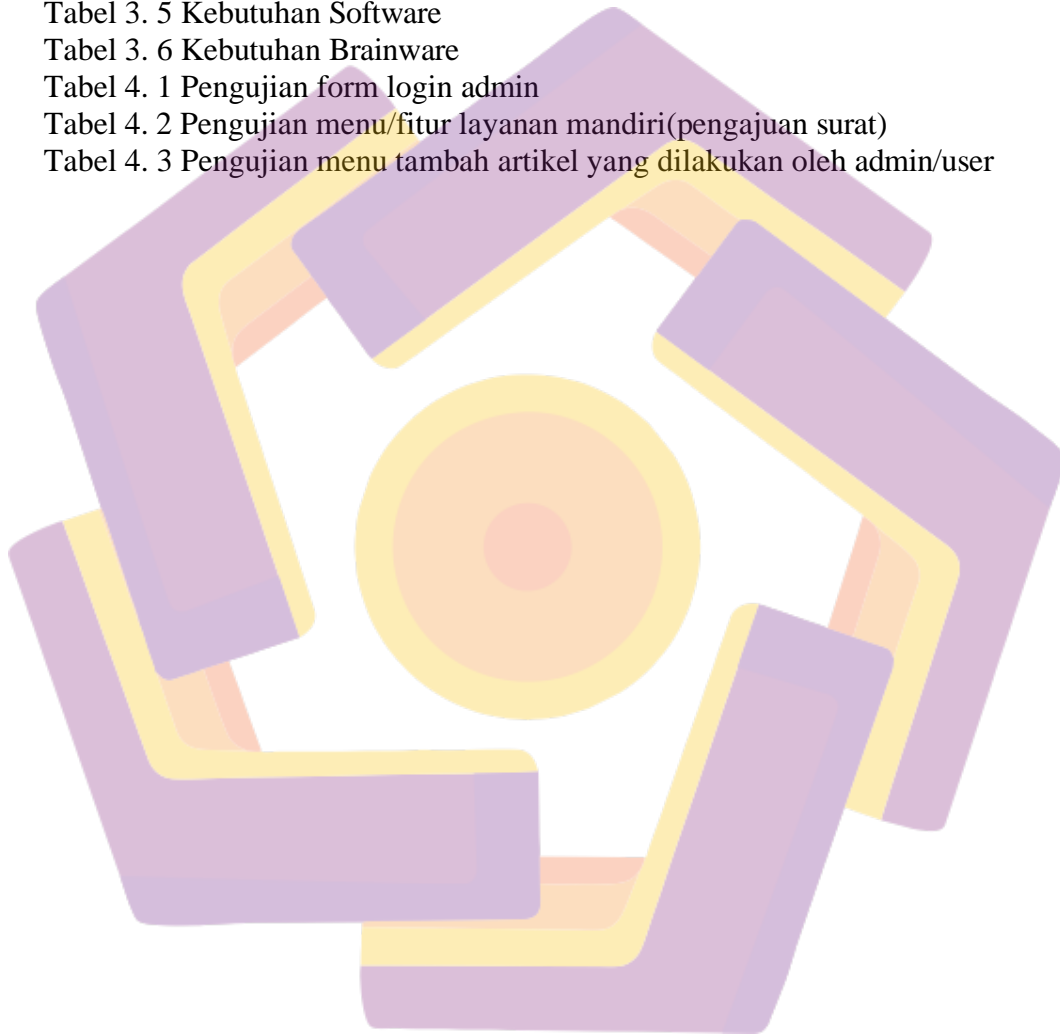 Tabel 3. 5 Kebutuhan Software
Tabel 3. 6 Kebutuhan Brainware
Tabel 4. 1 Pengujian form login admin
Tabel 4. 2 Pengujian menu/fitur layanan mandiri(pengajuan surat)
Tabel 4. 3 Pengujian menu tambah artikel yang dilakukan oleh admin/user